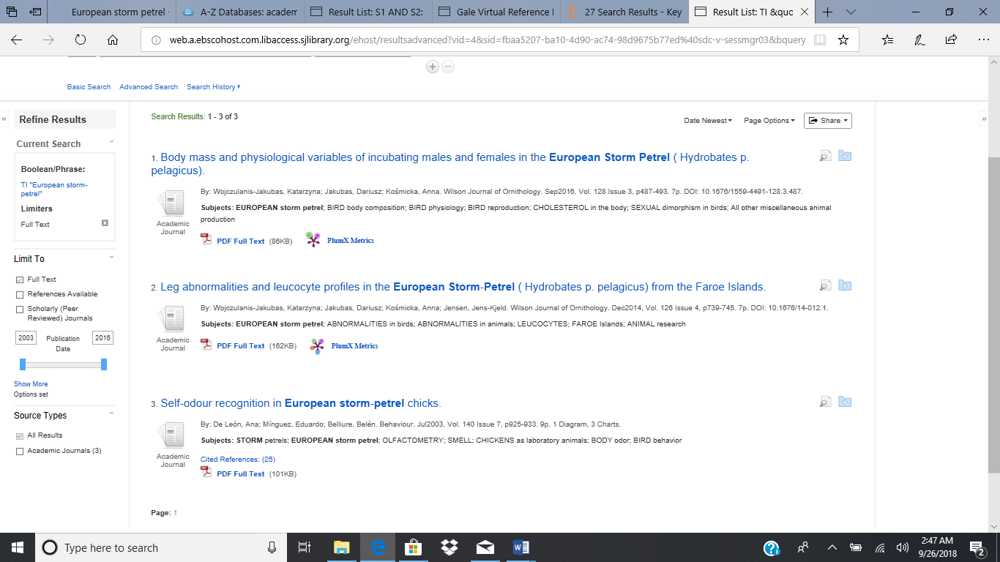 European storm petrel -
A-Z Databases: academ
Result List: S1 AND S2:
Gale Virtual Reference I
27 Search Results - Key
Result List: TI &quo
web.a.ebscohost.com.libaccess.sjlibrary.org/ehost/resultsadvanced?vid=4&sid=fbaa5207-ba10-4d90-ac74-98d9675b77ed%40sdc-v-sessmgr03&bquery
Basic Search Advanced Search Search History
Refine Results
Current Search
Boolean/Phrase:
TI "European storm-
petrel"
Limiters
Full Text
Limit To
Full Text
References Available
Scholarly (Peer
Reviewed) Journals
2003 Publication 2016
Date
Show More
Options set
Source Types
All Results
Academic Journals (3)
Search Results: 1 - 3 of 3
Date Newest Page Options Share
1. Body mass and physiological variables of incubating males and females in the European Storm Petrel ( Hydrobates p.
pelagicus).
By: Wojczulanis-Jakubas, Katarzyna; Jakubas, Dariusz; Kośmicka, Anna. Wilson Journal of Ornithology. Sep2016, Vol. 128 Issue 3, p487-493. 7p. DOI: 10.1676/1559-4491-128.3.487.
Subjects: EUROPEAN storm petrel; BIRD body composition; BIRD physiology; BIRD reproduction; CHOLESTEROL in the body; SEXUAL dimorphism in birds; All other miscellaneous animal
production
Academic
Journal
PDF Full Text (86KB) PlumX Metrics
2. Leg abnormalities and leucocyte profiles in the European Storm-Petrel ( Hydrobates p. pelagicus) from the Faroe Islands.
By: Wojczulanis-Jakubas, Katarzyna; Jakubas, Dariusz; Kośmicka, Anna; Jensen, Jens-Kjeld. Wilson Journal of Ornithology. Dec2014, Vol. 126 Issue 4, p739-745. 7p. DOI: 10.1676/14-012.1.
Subjects: EUROPEAN storm petrel; ABNORMALITIES in birds; ABNORMALITIES in animals; LEUCOCYTES; FAROE Islands; ANIMAL research
Academic
Journal
PDF Full Text (162KB) PlumX Metrics
3. Self-odour recognition in European storm-petrel chicks.
By: De León, Ana; Mínguez, Eduardo; Belliure, Belén. Behaviour. Jul2003, Vol. 140 Issue 7, p925-933. 9p. 1 Diagram, 3 Charts.
Subjects: STORM petrels; EUROPEAN storm petrel; OLFACTOMETRY; SMELL; CHICKENS as laboratory animals; BODY odor; BIRD behavior
Academic
Journal
Cited References: (25)
PDF Full Text (101KB)
Page: 1
Type here to search
2:47 AM
9/26/2018
2